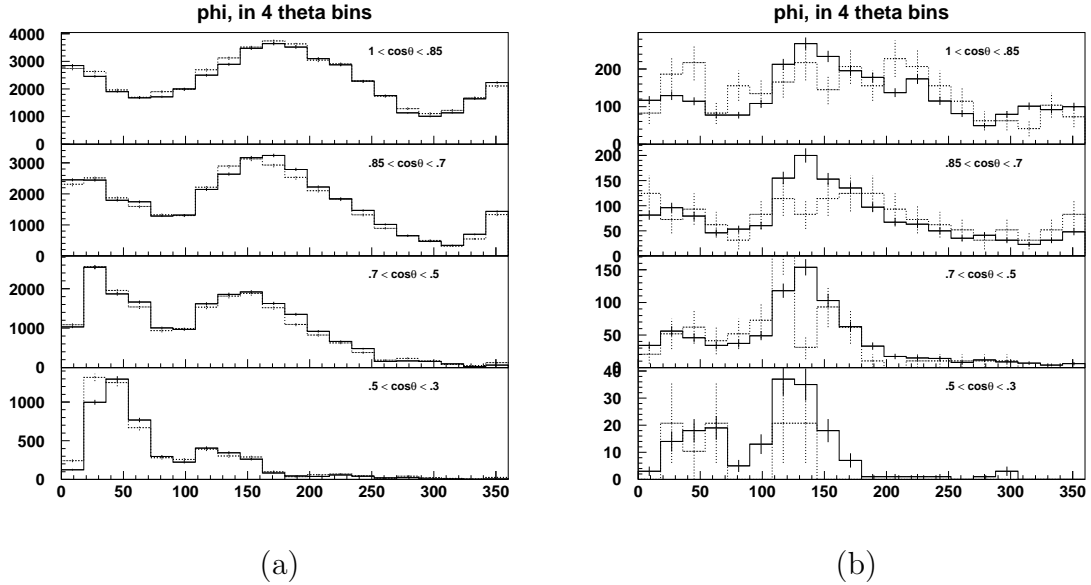 phi, in 4 theta bins
1 < cosθ < .85
4000
3000
2000
1000
0
.85 < cosθ < .7
3000
2000
1000
0
.7 < cosθ < .5
2000
1000
0
.5 < cosθ < .3
1000
500
0
0 50 100 150 200 250 300 350
(a)
phi, in 4 theta bins
1 < cosθ < .85
200
100
0
.85 < cosθ < .7
200
150
100
50
0
.7 < cosθ < .5
150
100
50
0
.5 < cosθ < .3
40
30
20
10
0
0 50 100 150 200 250 300 350
(b)